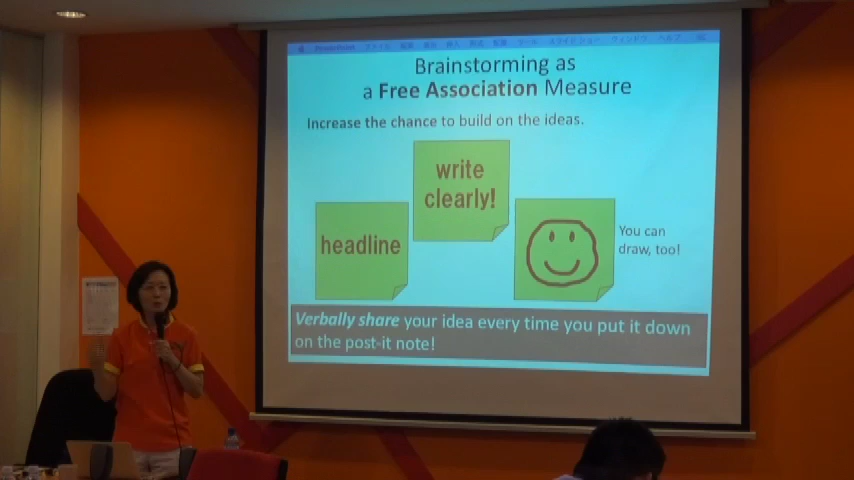 Brainstorming as
a Free Association Measure
Increase the chance to build on the ideas.
write
clearly!
headline
You can
draw, too!
Verbally share your idea every time you put it down
on the post-it note!